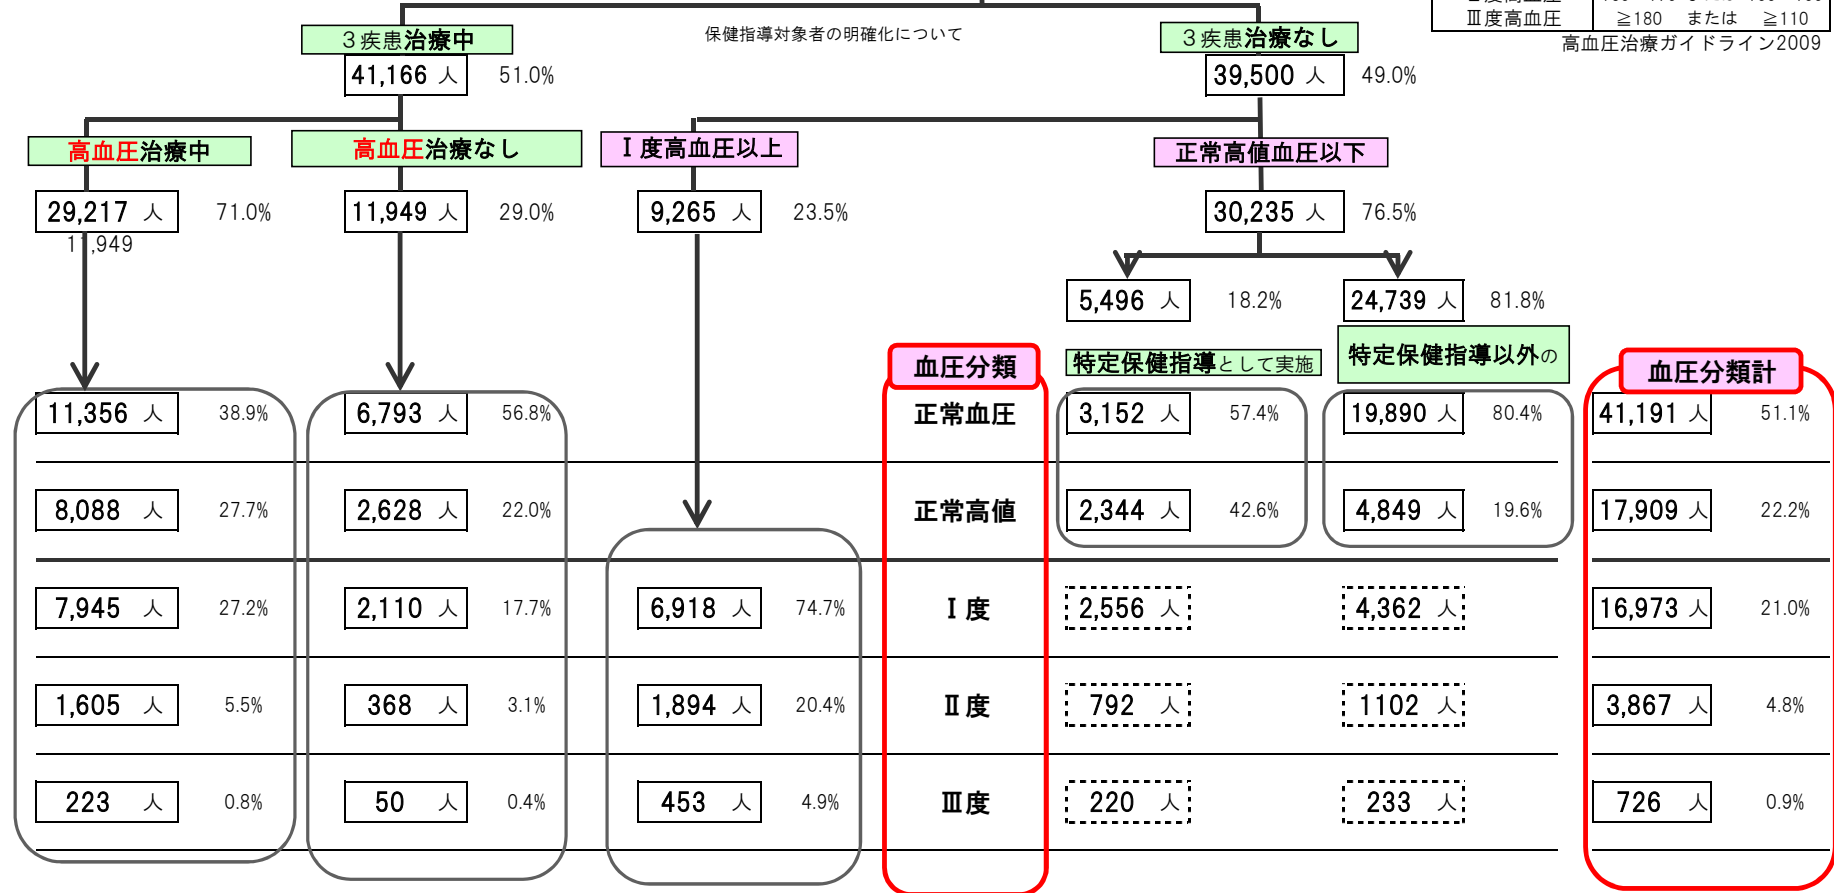 Ⅲ度高血圧 ≧180 または ≧110
高血圧治療ガイドライン2009
3疾患治療中
保健指導対象者の明確化について
3疾患治療なし
41,166 人 51.0%
39,500 人 49.0%
高血圧治療中
高血圧治療なし
Ⅰ度高血圧以上
正常高値血圧以下
29,217 人 71.0%
11,949 人 29.0%
9,265 人 23.5%
30,235 人 76.5%
11,949
5,496 人 18.2%
24,739 人 81.8%
血圧分類
特定保健指導として実施
特定保健指導以外の
血圧分類計
11,356 人 38.9% 6,793 人 56.8% 正常血圧 3,152 人 57.4% 19,890 人 80.4% 41,191 人 51.1%
8,088 人 27.7% 2,628 人 22.0% 正常高値 2,344 人 42.6% 4,849 人 19.6% 17,909 人 22.2%
7,945 人 27.2% 2,110 人 17.7% 6,918 人 74.7% Ⅰ度 2,556 人 4,362 人 16,973 人 21.0%
1,605 人 5.5% 368 人 3.1% 1,894 人 20.4% Ⅱ度 792 人 1102 人 3,867 人 4.8%
223 人 0.8% 50 人 0.4% 453 人 4.9% Ⅲ度 220 人 233 人 726 人 0.9%